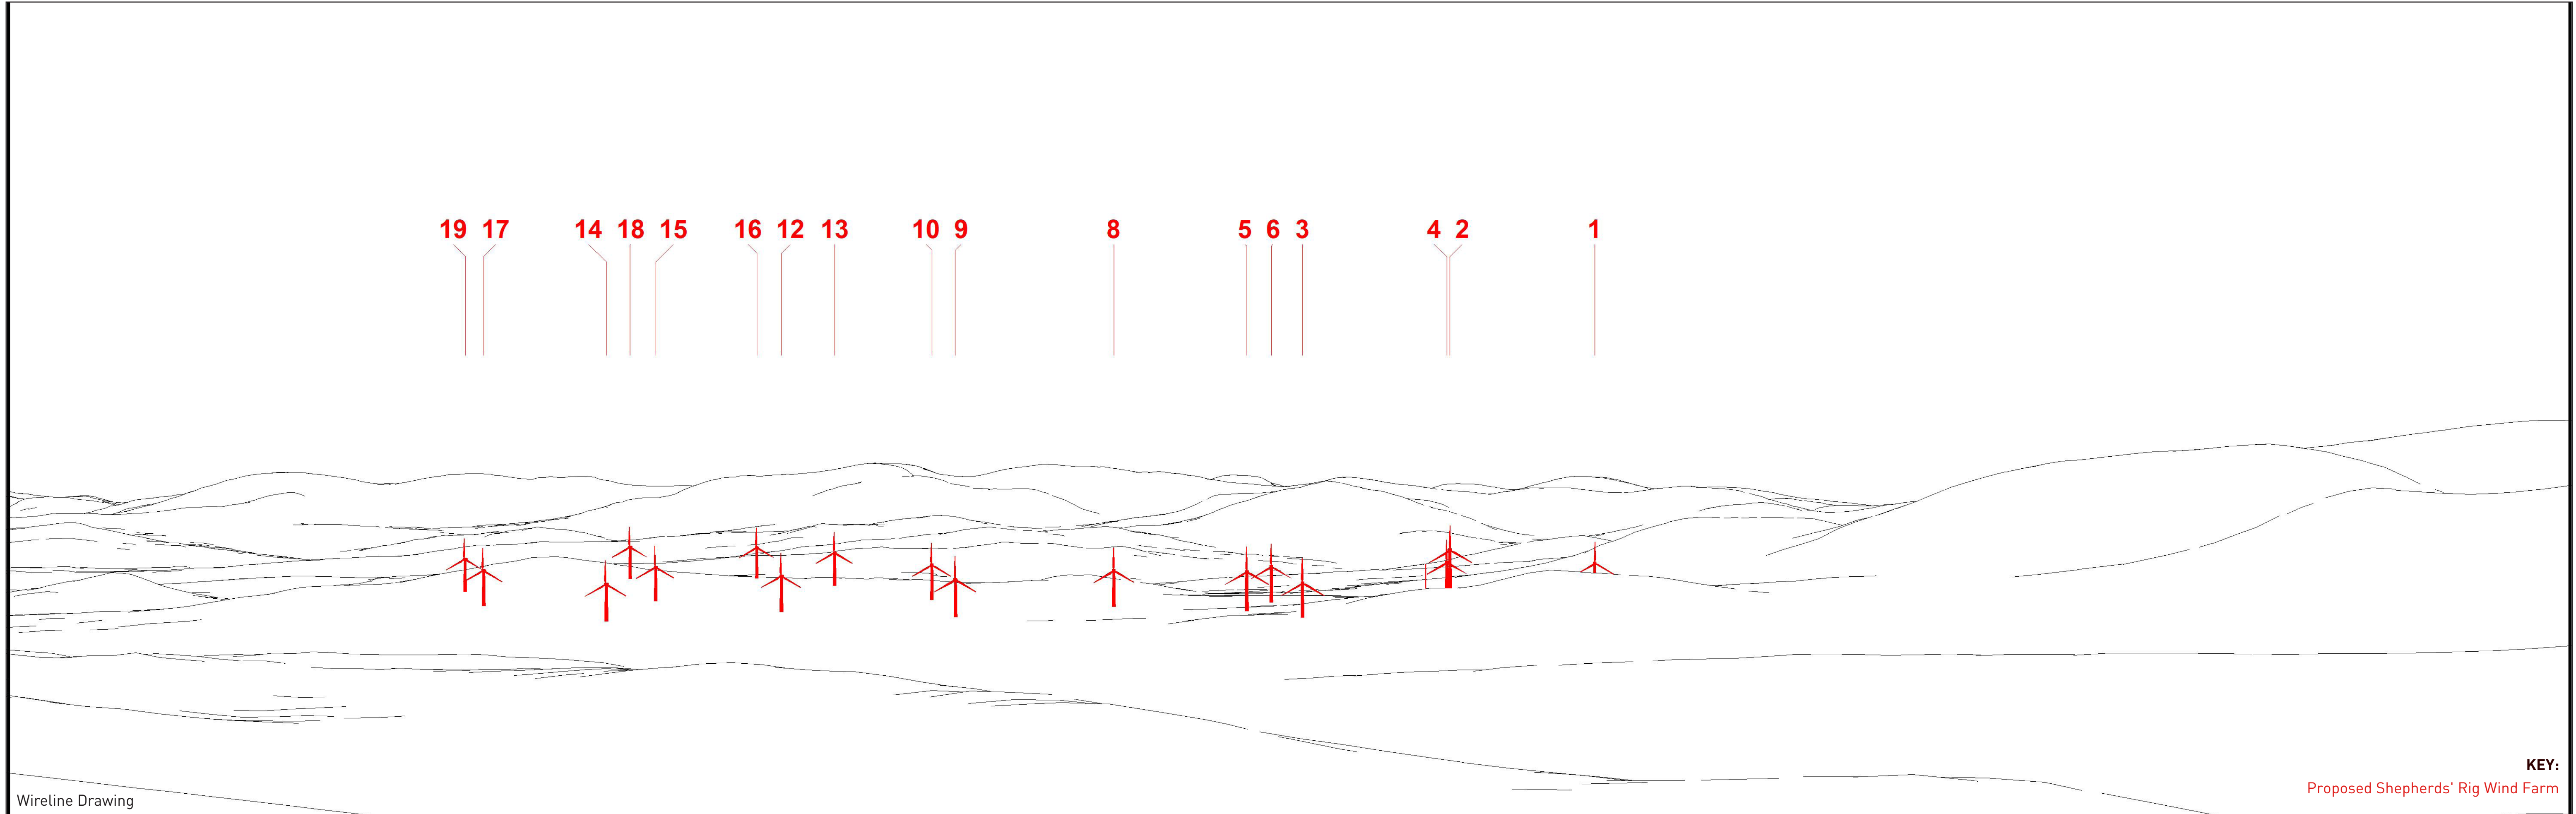 19 17 14 18 15 16 12 13 10 9 8 5 6 3 4 2 1
KEY:
Proposed Shepherds' Rig Wind Farm
Wireline Drawing